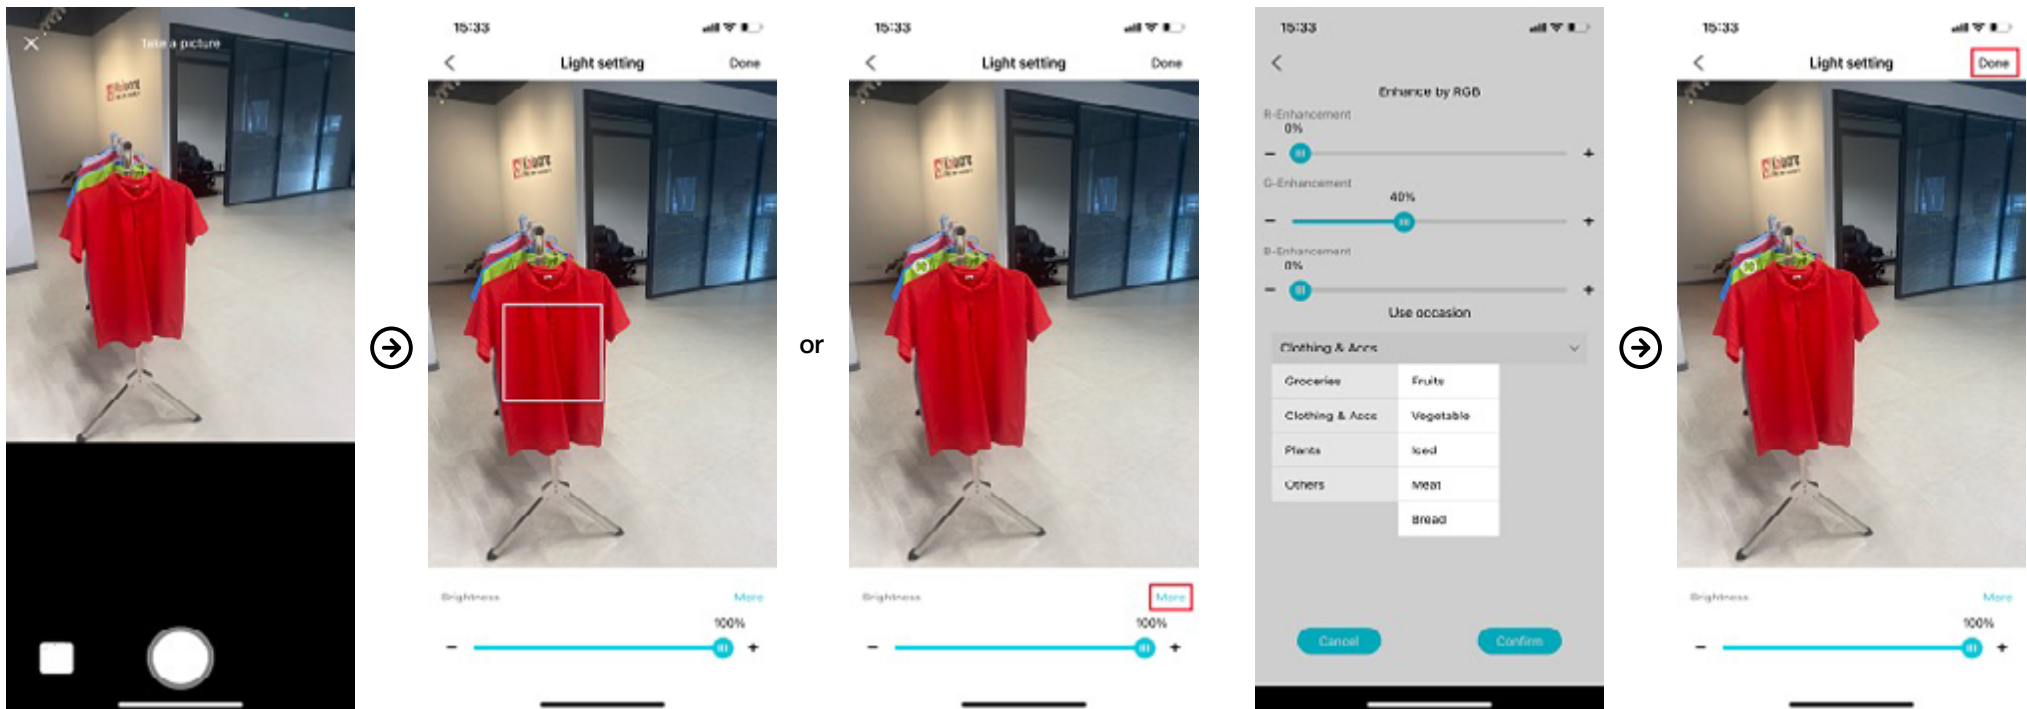 Take a picture
15:33
Light setting
Done
Brightness
More
100%
or
15:33
Light setting
Done
Brightness
More
100%
15:33
Enhance by RGB
R-Enhancement
0%
G-Enhancement
40%
B-Enhancement
0%
Use occasion
Clothing & Accs
Groceries
Fruits
Clothing & Accs
Vegetable
Plants
Iced
Others
Meat
Bread
Cancel
Confirm
15:33
Light setting
Done
Brightness
More
100%